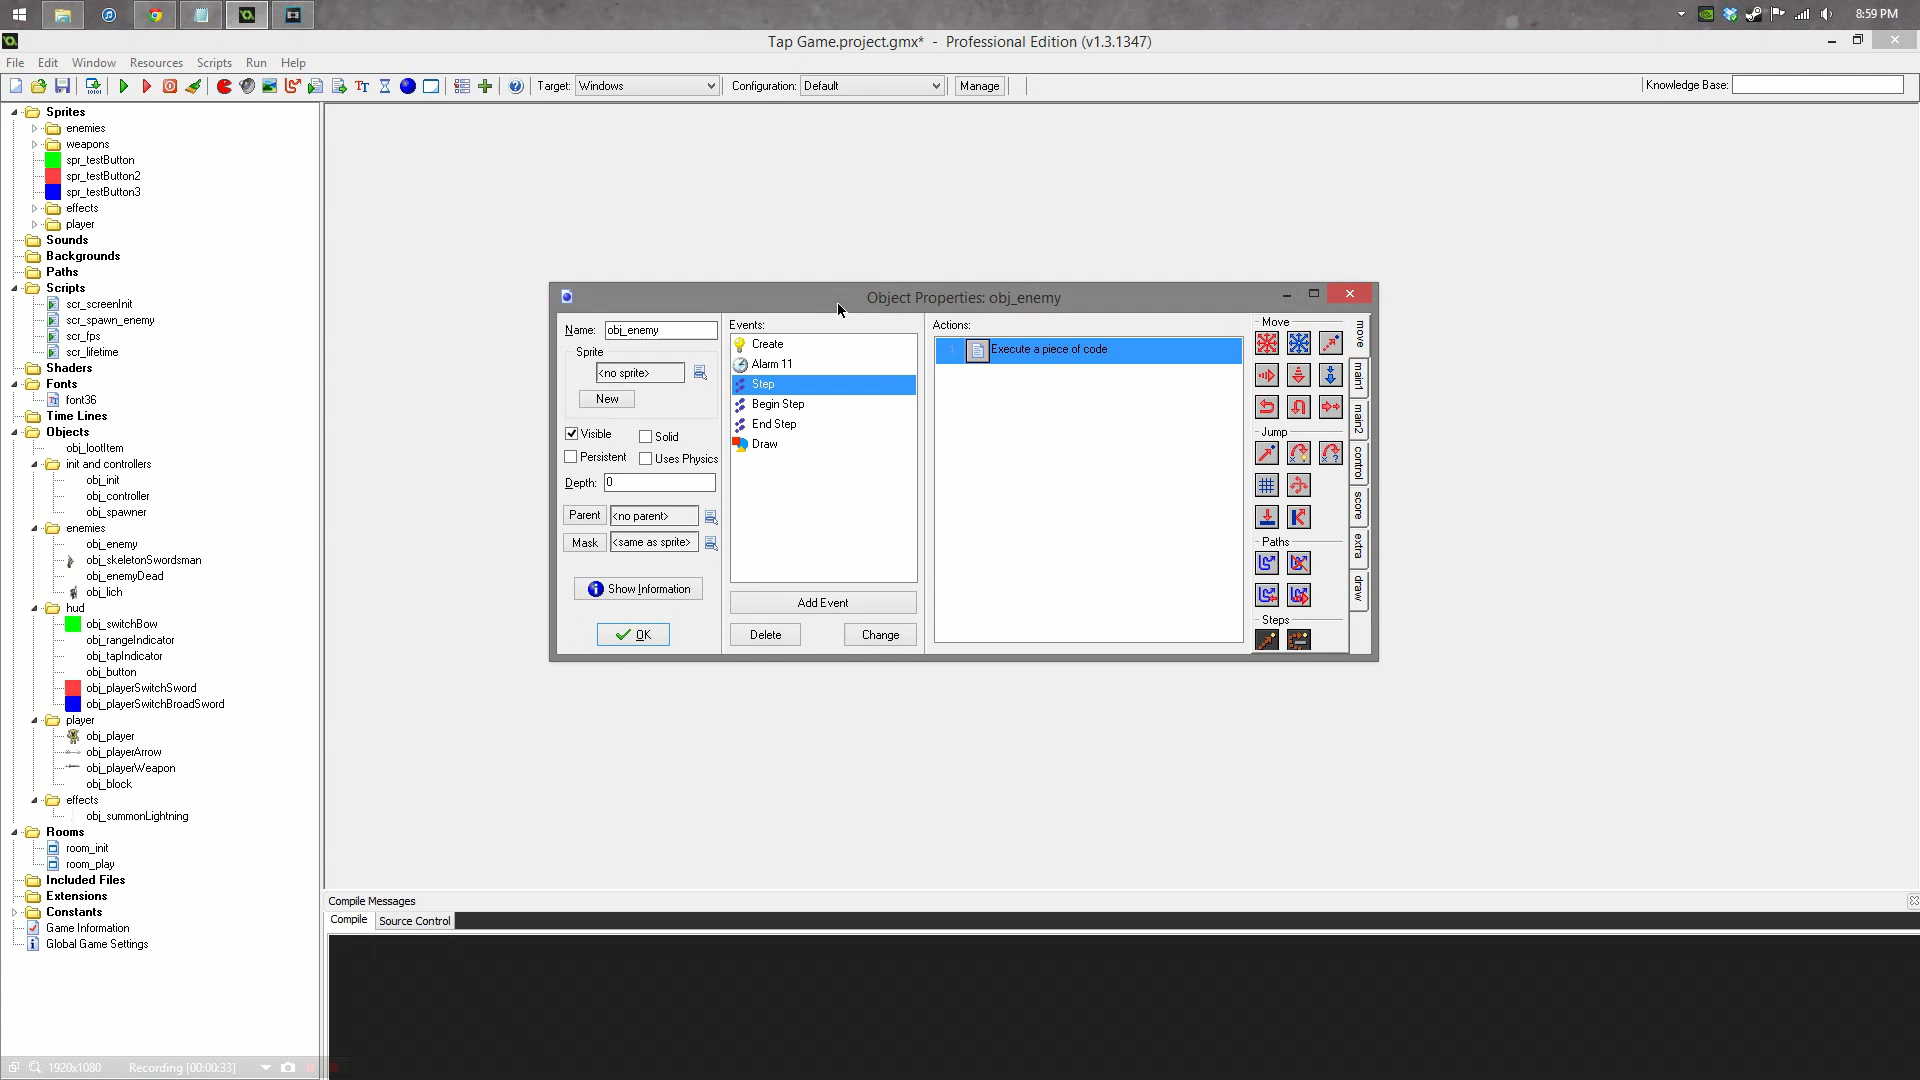 8:59 PM
Tap Game.project.gmx* - Professional Edition (v1.3.1347)
File Edit Window Resources Scripts Run Help
Target: Windows Configuration: Default Manage Knowledge Base:
Sprites
enemies
weapons
spr_testButton
spr_testButton2
spr_testButton3
effects
player
Sounds
Backgrounds
Paths
Scripts
scr_screenInit
scr_spawn_enemy
scr_fps
scr_lifetime
Shaders
Fonts
font36
Time Lines
Objects
obj_lootItem
init and controllers
obj_init
obj_controller
obj_spawner
enemies
obj_enemy
obj_skeletonSwordsman
obj_enemyDead
obj_lich
hud
obj_switchBow
obj_rangeIndicator
obj_tapIndicator
obj_button
obj_playerSwitchSword
obj_playerSwitchBroadSword
player
obj_player
obj_playerArrow
obj_playerWeapon
obj_block
effects
obj_summonLightning
Rooms
room_init
room_play
Included Files
Extensions
Constants
Game Information
Global Game Settings
Object Properties: obj_enemy
Name: obj_enemy
Sprite
<no sprite>
New
Visible Solid
Persistent Uses Physics
Depth: 0
Parent <no parent>
Mask <same as sprite>
Show Information
OK
Events:
Create
Alarm 11
Step
Begin Step
End Step
Draw
Add Event
Delete Change
Actions:
1 Execute a piece of code
Move
Jump
Paths
Steps
move
main1
main2
control
score
extra
draw
Compile Messages
Compile Source Control
1920x1080 Recording [00:00:33]